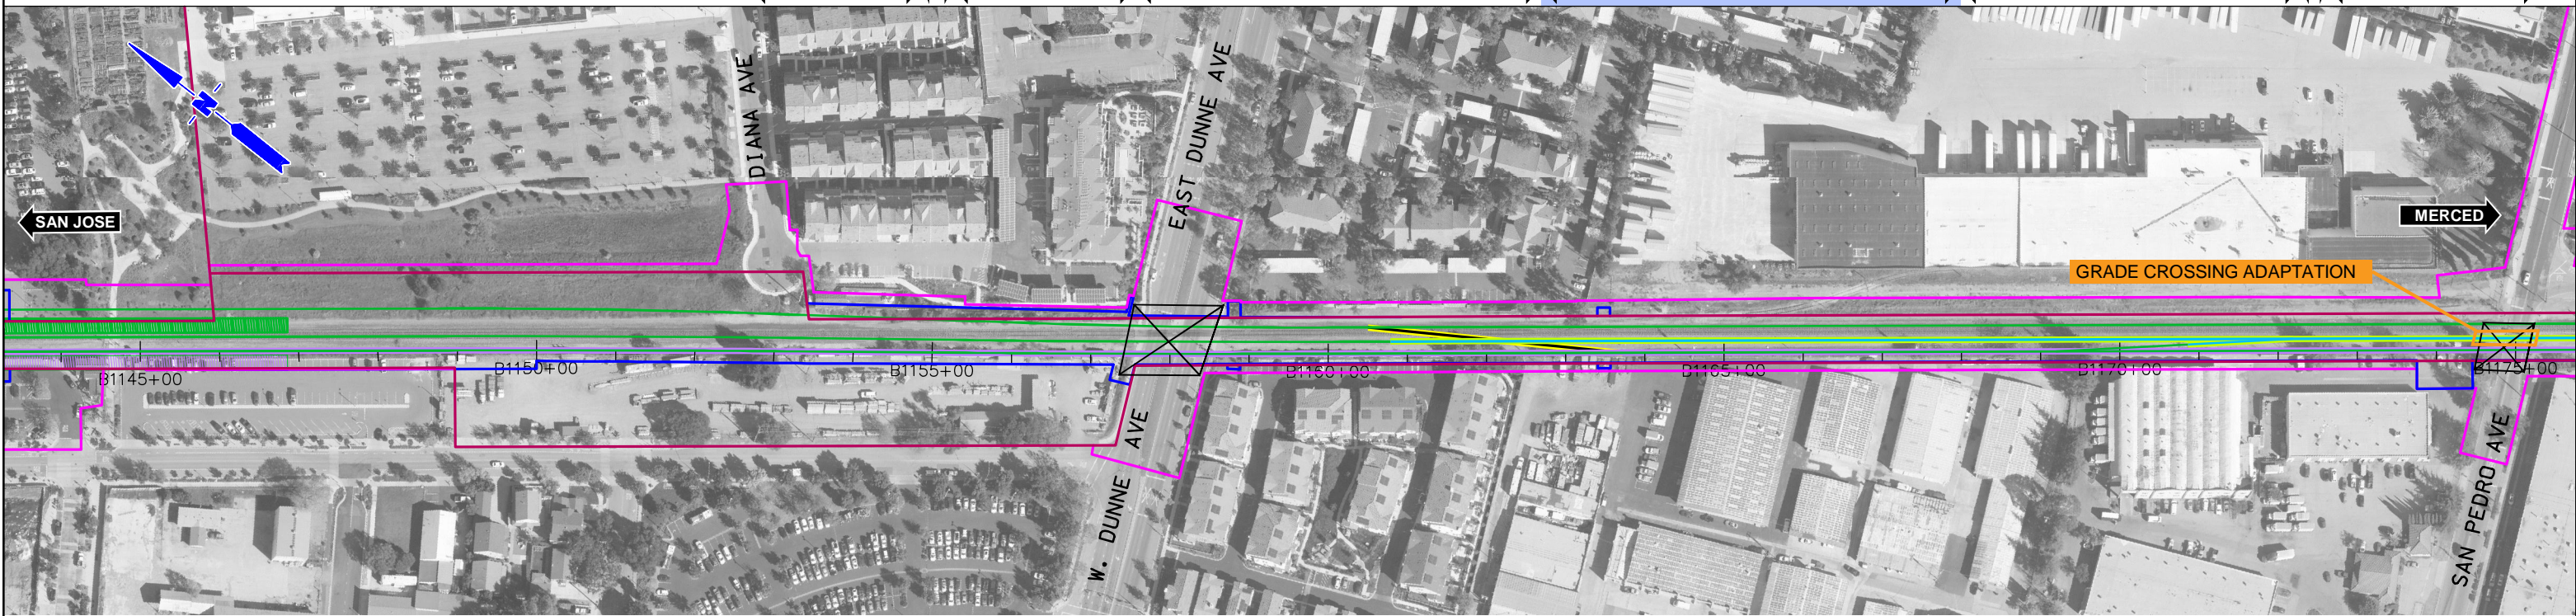 DIANA AVE
EAST DUNNE AVE
N
SAN JOSE
MERCED
GRADE CROSSING ADAPTATION
B1145+00
B1150+00
B1155+00
B1160+00
B1165+00
B1170+00
B1175+00
W. DUNNE AVE
SAN PEDRO AVE